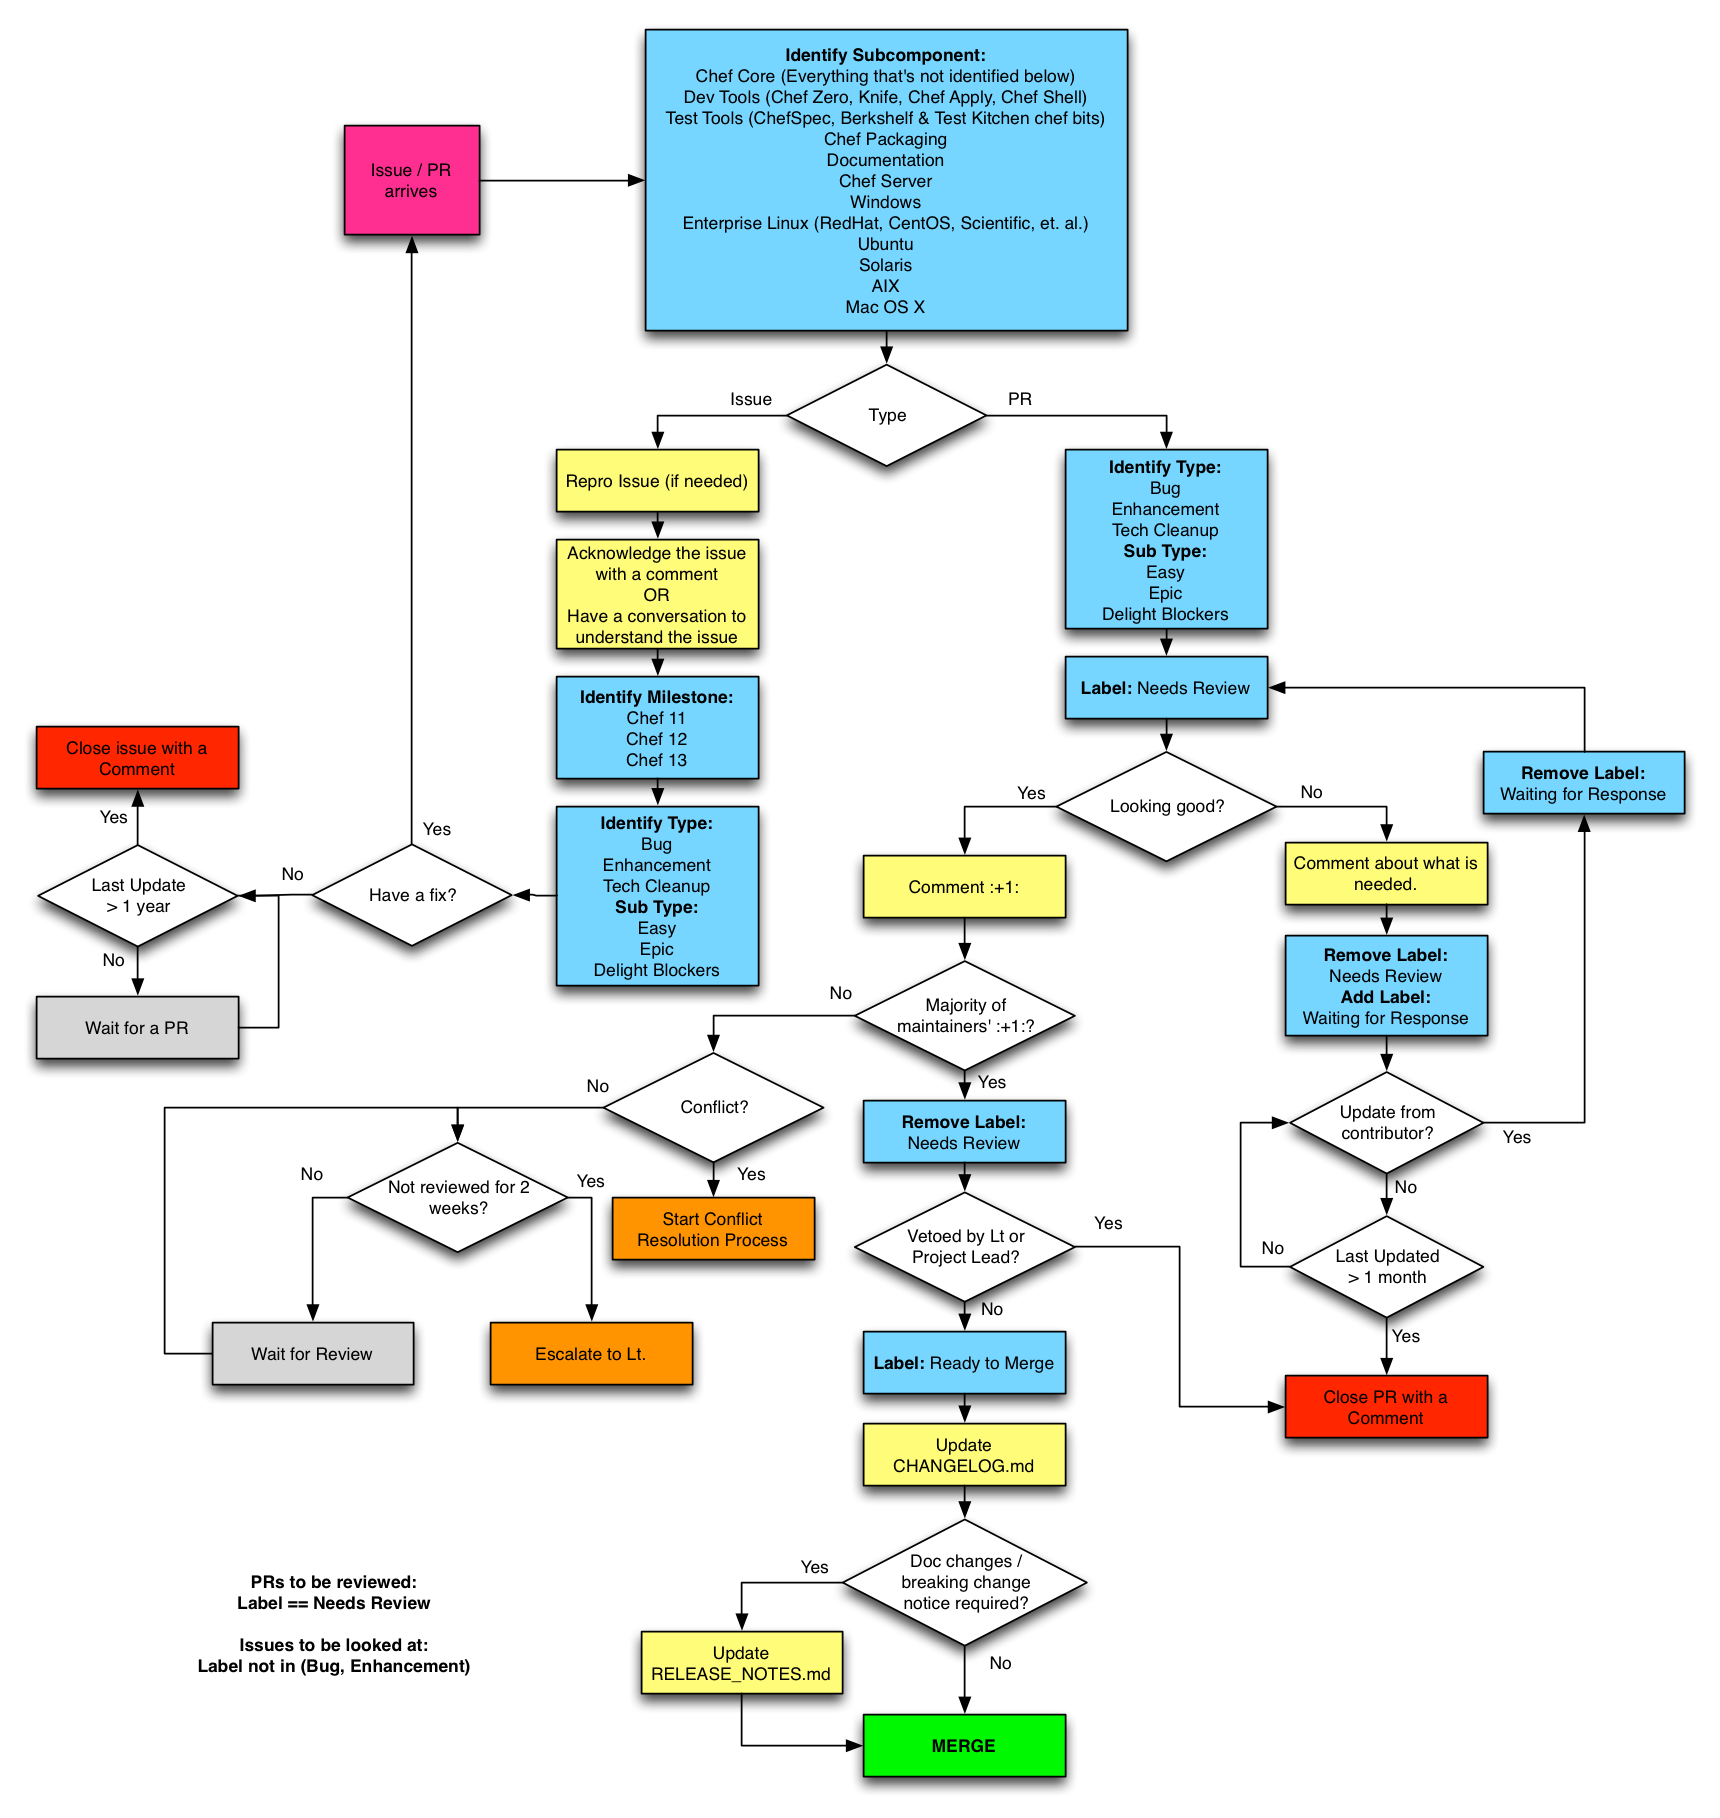 Identify Subcomponent:
Chef Core (Everything that's not identified below)
Dev Tools (Chef Zero, Knife, Chef Apply, Chef Shell)
Test Tools (ChefSpec, Berkshelf & Test Kitchen chef bits)
Chef Packaging
Documentation
Chef Server
Windows
Enterprise Linux (RedHat, CentOS, Scientific, et. al.)
Ubuntu
Solaris
AIX
Mac OS X
Issue / PR
arrives
Type
Issue
PR
Repro Issue (if needed)
Acknowledge the issue
with a comment
OR
Have a conversation to
understand the issue
Identify Milestone:
Chef 11
Chef 12
Chef 13
Identify Type:
Bug
Enhancement
Tech Cleanup
Sub Type:
Easy
Epic
Delight Blockers
Have a fix?
Yes
No
Last Update
> 1 year
Yes
Close issue with a
Comment
No
Wait for a PR
Identify Type:
Bug
Enhancement
Tech Cleanup
Sub Type:
Easy
Epic
Delight Blockers
Label: Needs Review
Looking good?
Yes
No
Comment :+1:
Majority of
maintainers' :+1:?
No
Yes
Conflict?
No
Yes
Start Conflict
Resolution Process
Not reviewed for 2
weeks?
No
Yes
Wait for Review
Escalate to Lt.
Remove Label:
Needs Review
Vetoed by Lt or
Project Lead?
Yes
No
Label: Ready to Merge
Update
CHANGELOG.md
Doc changes /
breaking change
notice required?
Yes
No
Update
RELEASE_NOTES.md
MERGE
Comment about what is
needed.
Remove Label:
Needs Review
Add Label:
Waiting for Response
Update from
contributor?
Yes
No
Remove Label:
Waiting for Response
Last Updated
> 1 month
No
Yes
Close PR with a
Comment
PRs to be reviewed:
Label == Needs Review
Issues to be looked at:
Label not in (Bug, Enhancement)